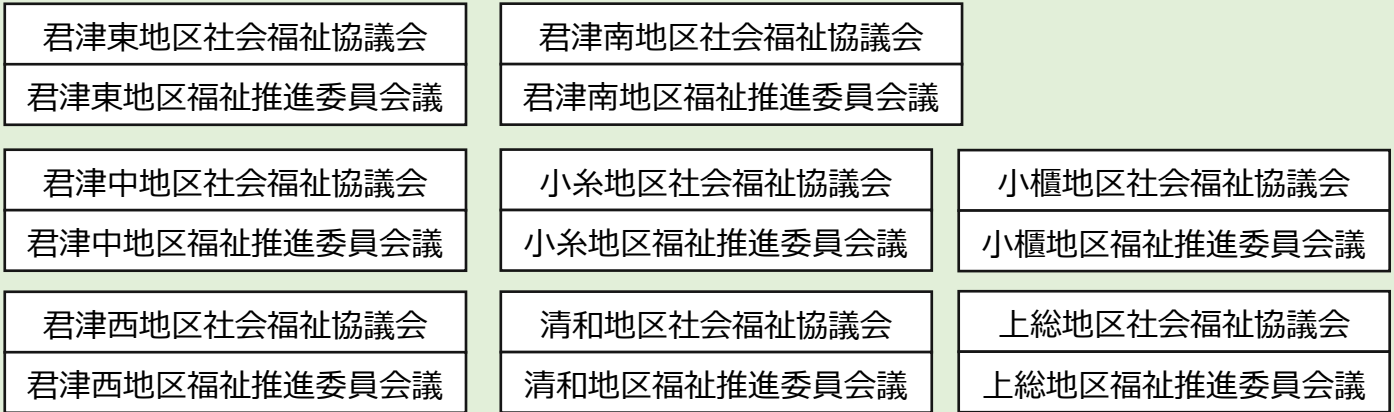 君津東地区社会福祉協議会
君津東地区福祉推進委員会議
君津南地区社会福祉協議会
君津南地区福祉推進委員会議
君津中地区社会福祉協議会
君津中地区福祉推進委員会議
小糸地区社会福祉協議会
小糸地区福祉推進委員会議
小櫃地区社会福祉協議会
小櫃地区福祉推進委員会議
君津西地区社会福祉協議会
君津西地区福祉推進委員会議
清和地区社会福祉協議会
清和地区福祉推進委員会議
上総地区社会福祉協議会
上総地区福祉推進委員会議